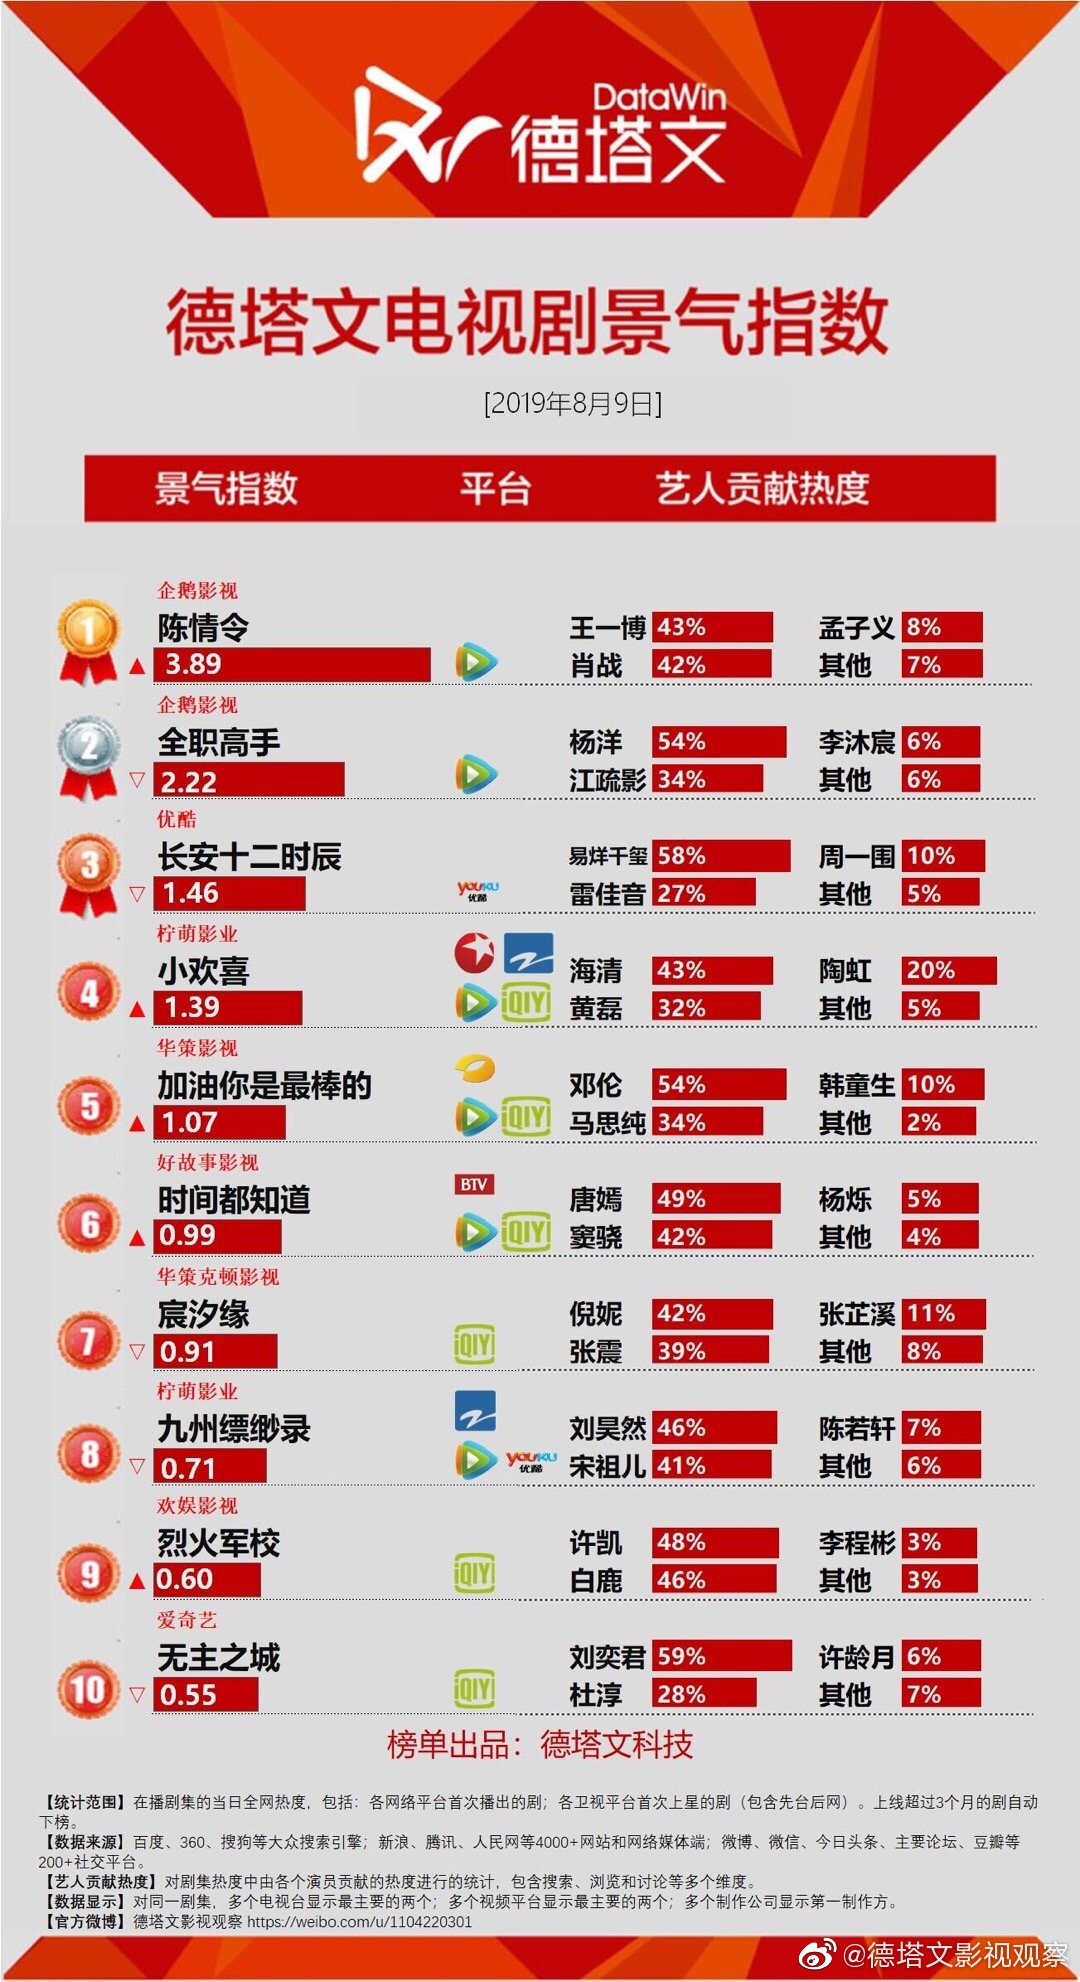 DataWin
德塔文
德塔文电视剧景气指数
[2019年8月9日]
景气指数 平台 艺人贡献热度
企鹅影视
1 陈情令 王一博 43% 孟子义 8%
3.89 肖战 42% 其他 7%
企鹅影视
2 全职高手 杨洋 54% 李沐宸 6%
2.22 江疏影 34% 其他 6%
优酷
3 长安十二时辰 易烊千玺 58% 周一围 10%
1.46 YOUKU 优酷 雷佳音 27% 其他 5%
柠萌影业
4 小欢喜 海清 43% 陶虹 20%
1.39 iQIYI 黄磊 32% 其他 5%
华策影视
5 加油你是最棒的 邓伦 54% 韩童生 10%
1.07 iQIYI 马思纯 34% 其他 2%
好故事影视
6 时间都知道 BTV 唐嫣 49% 杨烁 5%
0.99 iQIYI 窦骁 42% 其他 4%
华策克顿影视
7 宸汐缘 倪妮 42% 张芷溪 11%
0.91 iQIYI 张震 39% 其他 8%
柠萌影业
8 九州缥缈录 刘昊然 46% 陈若轩 7%
0.71 YOUKU 优酷 宋祖儿 41% 其他 6%
欢娱影视
9 烈火军校 许凯 48% 李程彬 3%
0.60 iQIYI 白鹿 46% 其他 3%
爱奇艺
10 无主之城 刘奕君 59% 许龄月 6%
0.55 iQIYI 杜淳 28% 其他 7%
榜单出品：德塔文科技
【统计范围】在播剧集的当日全网热度，包括：各网络平台首次播出的剧；各卫视平台首次上星的剧（包含先台后网）。上线超过3个月的剧自动
下榜。
【数据来源】百度、360、搜狗等大众搜索引擎；新浪、腾讯、人民网等4000+网站和网络媒体端；微博、微信、今日头条、主要论坛、豆瓣等
200+社交平台。
【艺人贡献热度】对剧集热度中由各个演员贡献的热度进行的统计，包含搜索、浏览和讨论等多个维度。
【数据显示】对同一剧集，多个电视台显示最主要的两个；多个视频平台显示最主要的两个；多个制作公司显示第一制作方。
【官方微博】德塔文影视观察 https://weibo.com/u/1104220301
@德塔文影视观察